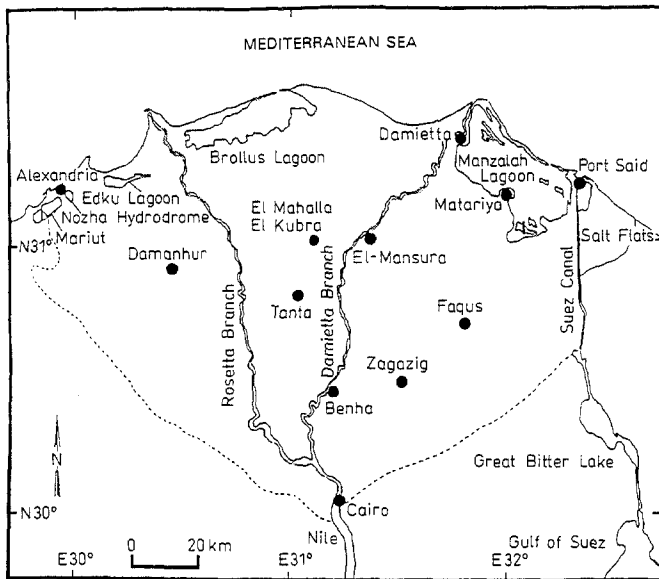 MEDITERRANEAN SEA
Damietta
Brollus Lagoon
Manzalah
Lagoon
Port Said
Alexandria
Edku Lagoon
Matariya
Nozha Hydrodrome
Mariut
El Mahalla
El Kubra
Salt Flats
N31°
Damanhur
El-Mansura
Suez Canal
Rosetta Branch
Damietta Branch
Tanta
Faqus
Zagazig
Benha
N
Great Bitter Lake
N30°
Cairo
Nile
Gulf of Suez
E30°
0 20 km
E31°
E32°